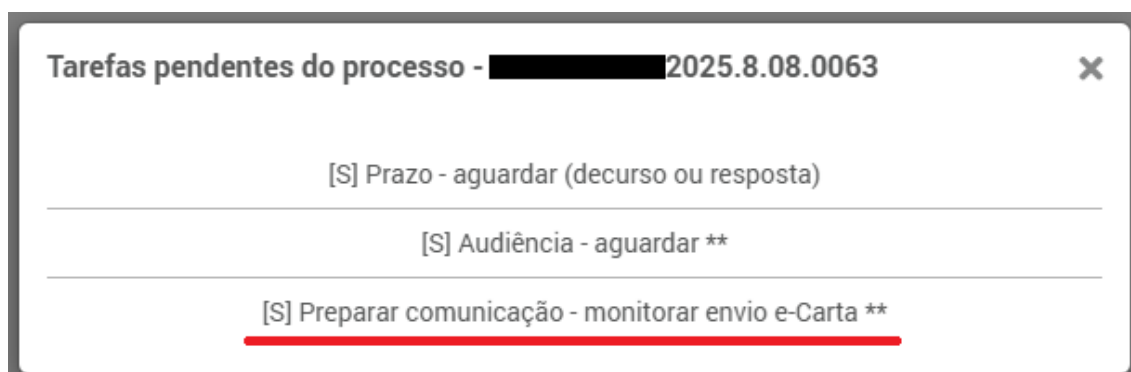 Tarefas pendentes do processo - 2025.8.08.0063
[S] Prazo - aguardar (decurso ou resposta)
[S] Audiência - aguardar **
[S] Preparar comunicação - monitorar envio e-Carta **